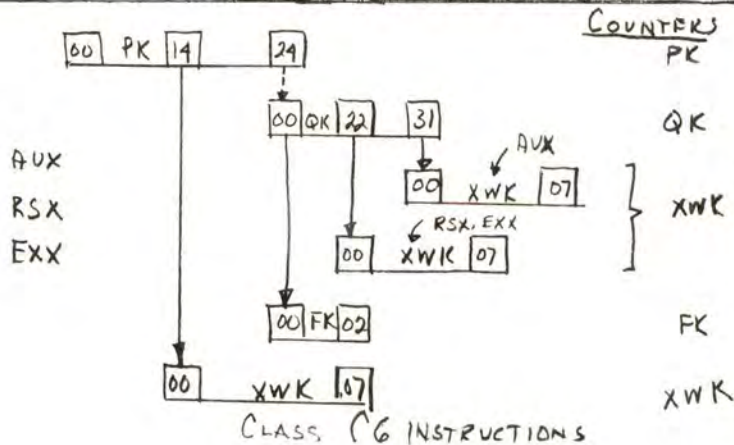 COUNTERS
00 PK 14 24 PK
00 QK 22 31 QK
AUX
AUX 00 XWK 07
RSX XWK
RSX, EXX
EXX 00 XWK 07
00 FK 02 FK
00 XWK 07 XWK
CLASS C6 INSTRUCTIONS